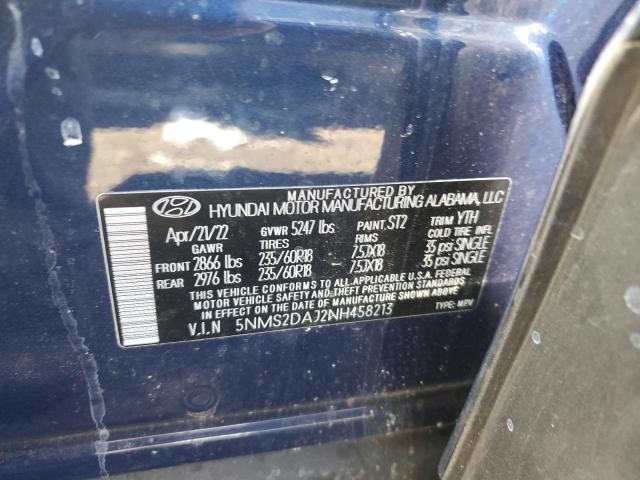 MANUFACTURED BY
HYUNDAI MOTOR MANUFACTURING ALABAMA, LLC
Apr/21/22 GVWR 5247 lbs PAINT, ST2 TRIM YTH
GAWR TIRES RIMS COLD TIRE INFL
FRONT 2866 lbs 235/60R18 - 7.5JX18 35 psi SINGLE
REAR 2976 lbs 235/60R18 - 7.5JX18 35 psi SINGLE
THIS VEHICLE CONFORMS TO ALL APPLICABLE U.S.A. FEDERAL
MOTOR VEHICLE SAFETY, BUMPER, AND THEFT PREVENTION
STANDARDS IN EFFECT ON THE DATE OF MANUFACTURE SHOWN ABOVE.
V.I.N 5NMS2DAJ2NH458213 TYPE: MPV